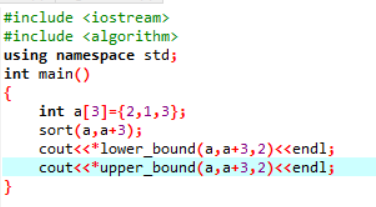 #include <iostream>
#include <algorithm>
using namespace std;
int main()
{
    int a[3]={2,1,3};
    sort(a,a+3);
    cout<<*lower_bound(a,a+3,2)<<endl;
    cout<<*upper_bound(a,a+3,2)<<endl;
}